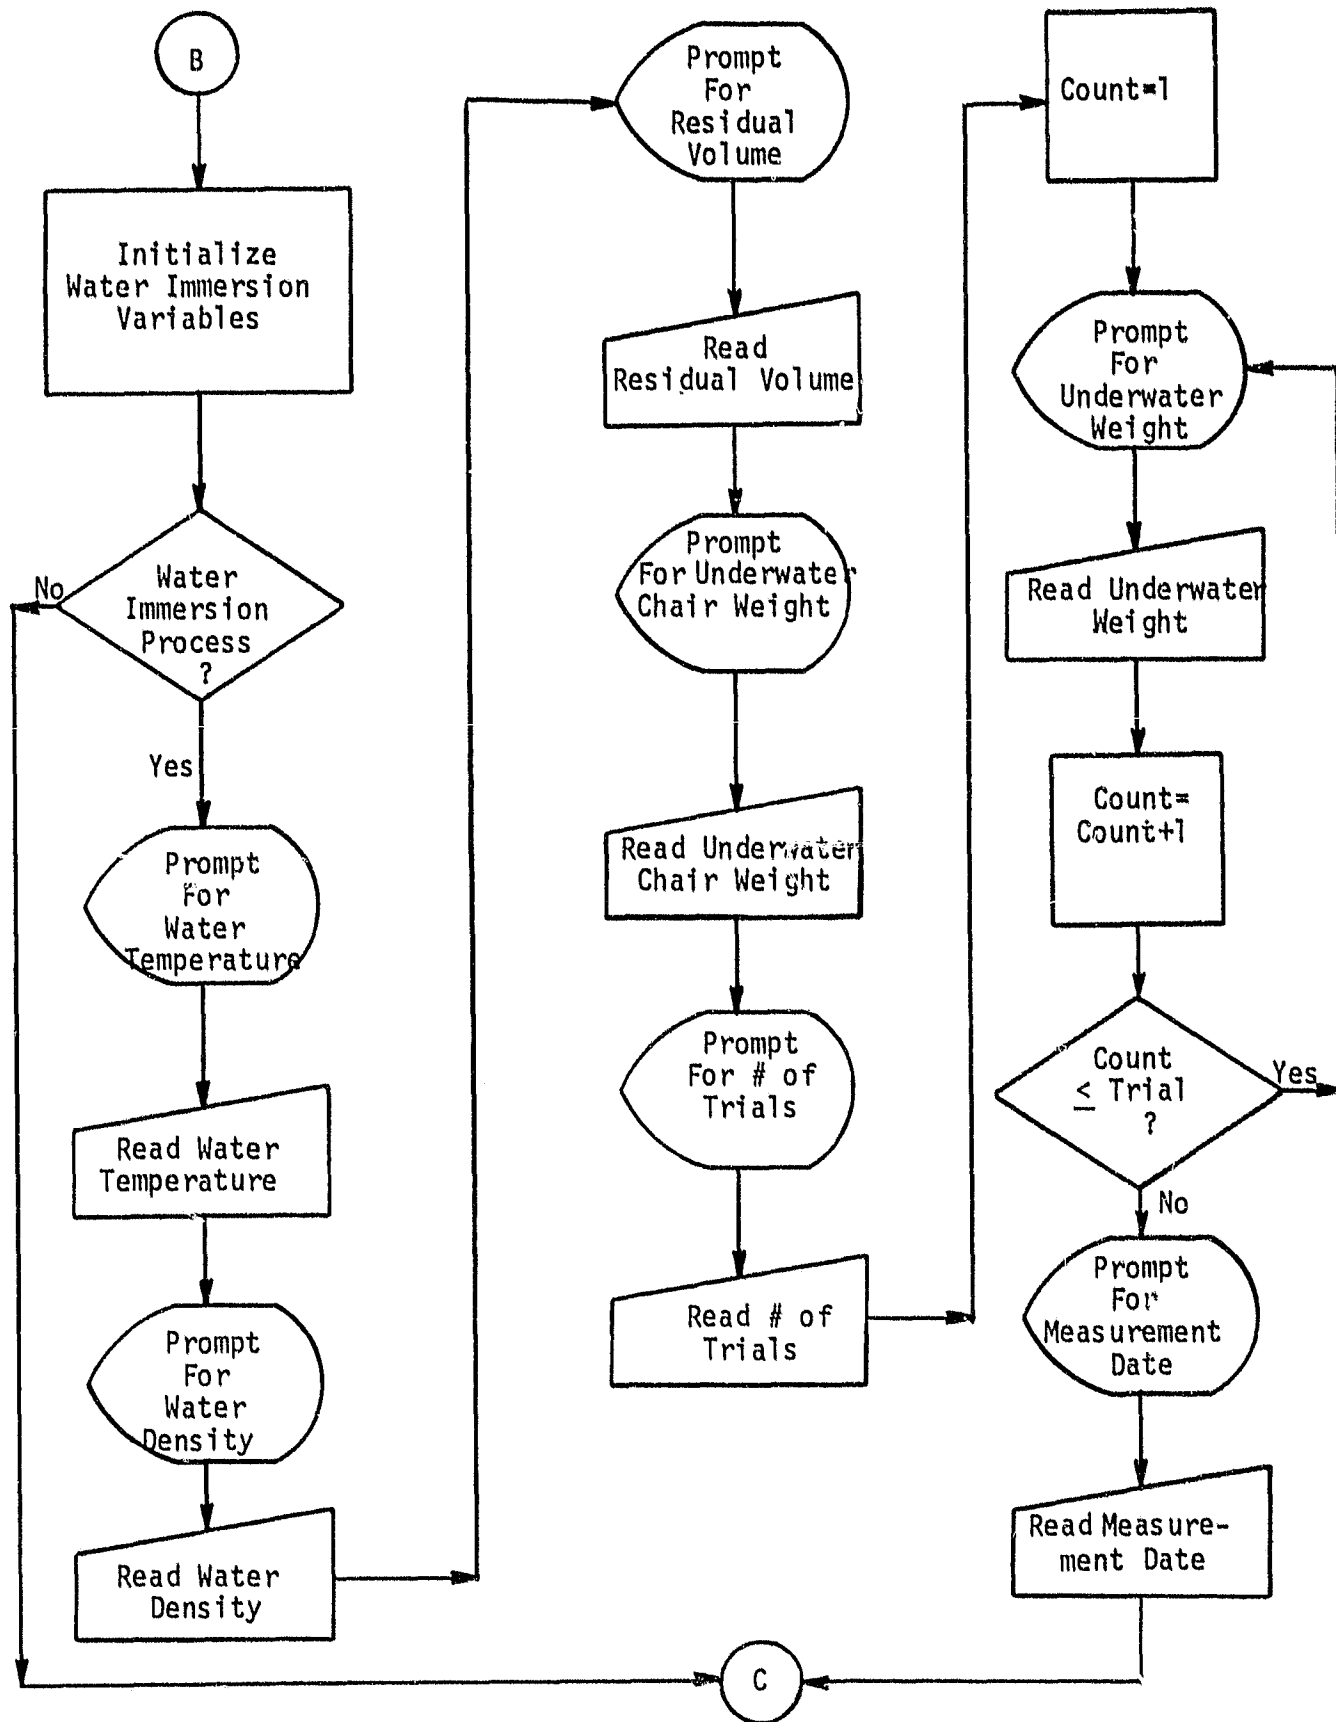 B
Initialize
Water Immersion
Variables
No
Water
Immersion
Process
?
Yes
Prompt
For
Water
Temperature
Read Water
Temperature
Prompt
For
Water
Density
Read Water
Density
Prompt
For
Residual
Volume
Read
Residual Volume
Prompt
For Underwater
Chair Weight
Read Underwater
Chair Weight
Prompt
For # of
Trials
Read # of
Trials
Count=1
Prompt
For
Underwater
Weight
Read Underwater
Weight
Count=
Count+1
Count
≤ Trial
?
Yes
No
Prompt
For
Measurement
Date
Read Measure-
ment Date
C